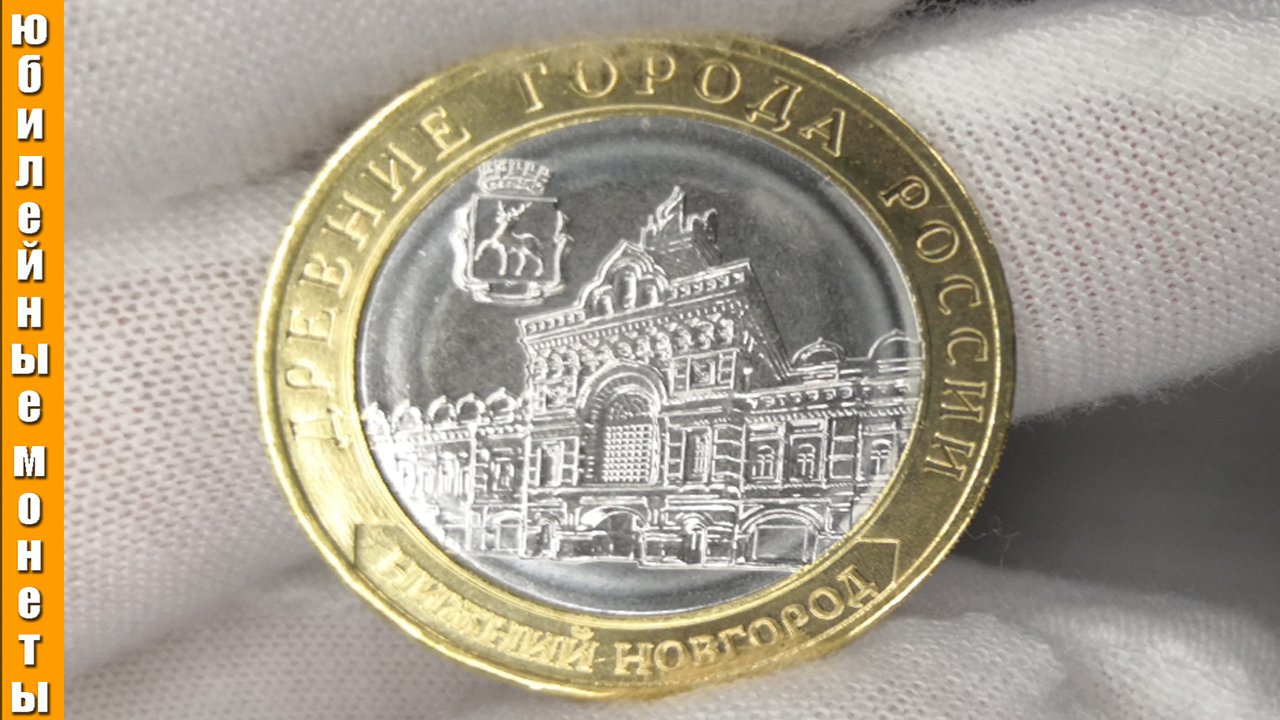 Юбилейные монеты
ДРЕВНИЕ ГОРОДА РОССИИ
НИЖНИЙ НОВГОРОД